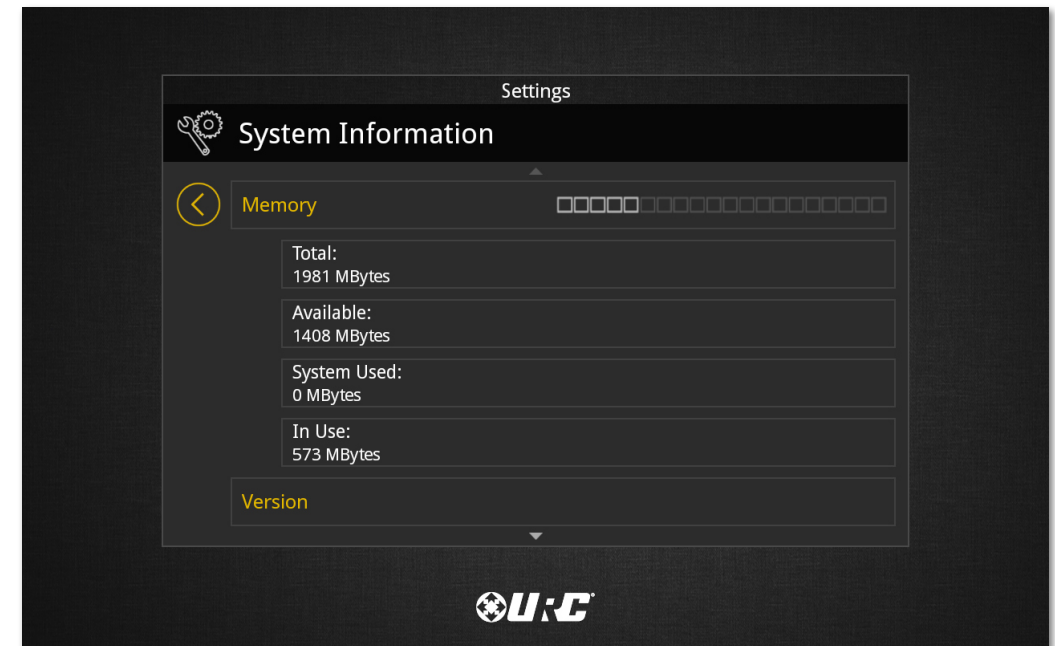 Settings
System Information
Memory
Total:
1981 MBytes
Available:
1408 MBytes
System Used:
0 MBytes
In Use:
573 MBytes
Version
URC